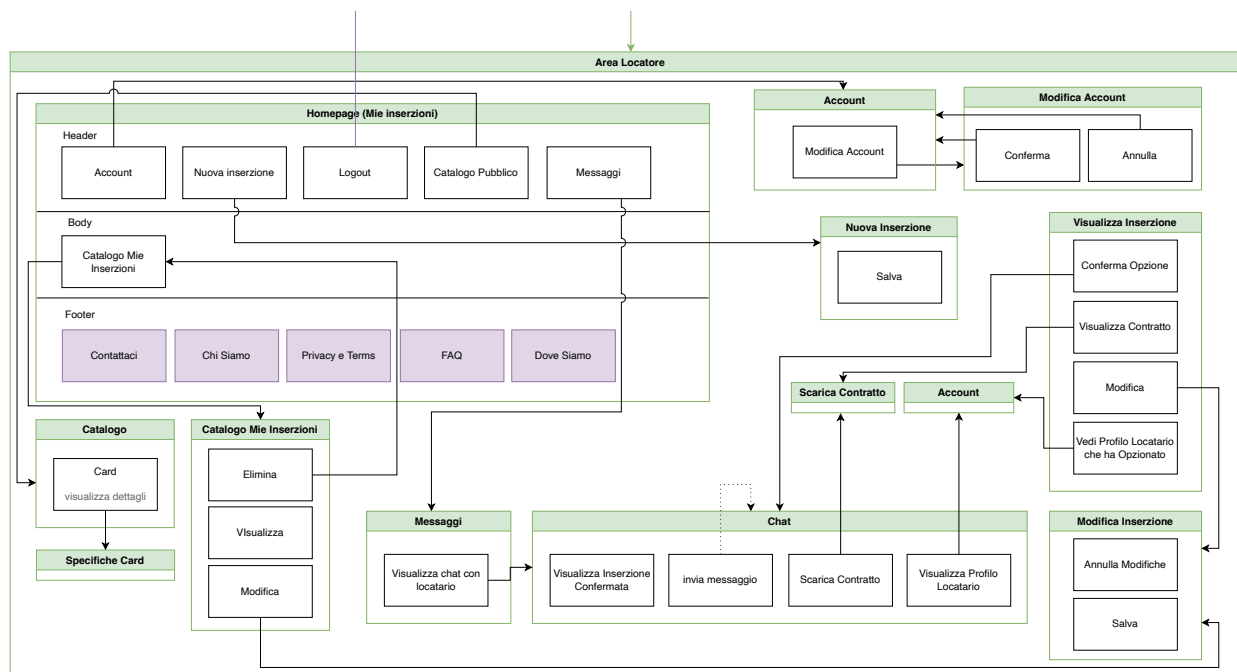 Area Locatore
Homepage (Mie inserzioni)
Header
Account
Nuova inserzione
Logout
Catalogo Pubblico
Messaggi
Body
Catalogo Mie
Inserzioni
Footer
Contattaci
Chi Siamo
Privacy e Terms
FAQ
Dove Siamo
Account
Modifica Account
Modifica Account
Conferma
Annulla
Nuova Inserzione
Salva
Visualizza Inserzione
Conferma Opzione
Visualizza Contratto
Modifica
Vedi Profilo Locatario
che ha Opzionato
Scarica Contratto
Account
Catalogo
Card
visualizza dettagli
Specifiche Card
Catalogo Mie Inserzioni
Elimina
VIsualizza
Modifica
Messaggi
Visualizza chat con
locatario
Chat
Visualizza Inserzione
Confermata
invia messaggio
Scarica Contratto
Visualizza Profilo
Locatario
Modifica Inserzione
Annulla Modifiche
Salva